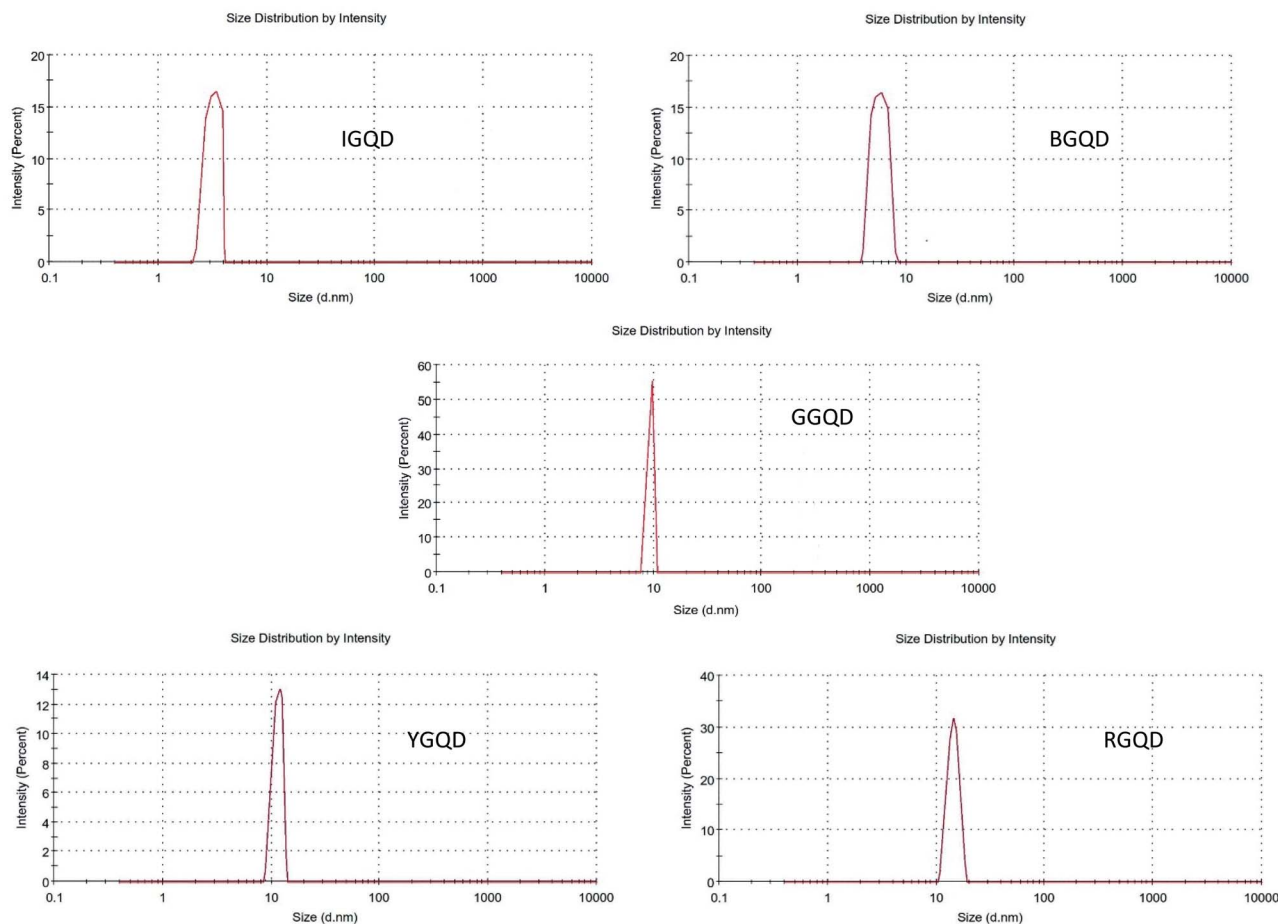 Size Distribution by Intensity
20
15
10
5
0
Intensity (Percent)
IGQD
0.1 1 10 100 1000 10000
Size (d.nm)
Size Distribution by Intensity
20
15
10
5
0
Intensity (Percent)
BGQD
0.1 1 10 100 1000 10000
Size (d.nm)
Size Distribution by Intensity
60
50
40
30
20
10
0
Intensity (Percent)
GGQD
0.1 1 10 100 1000 10000
Size (d.nm)
Size Distribution by Intensity
14
12
10
8
6
4
2
0
Intensity (Percent)
YGQD
0.1 1 10 100 1000 10000
Size (d.nm)
Size Distribution by Intensity
40
30
20
10
0
Intensity (Percent)
RGQD
0.1 1 10 100 1000 10000
Size (d.nm)